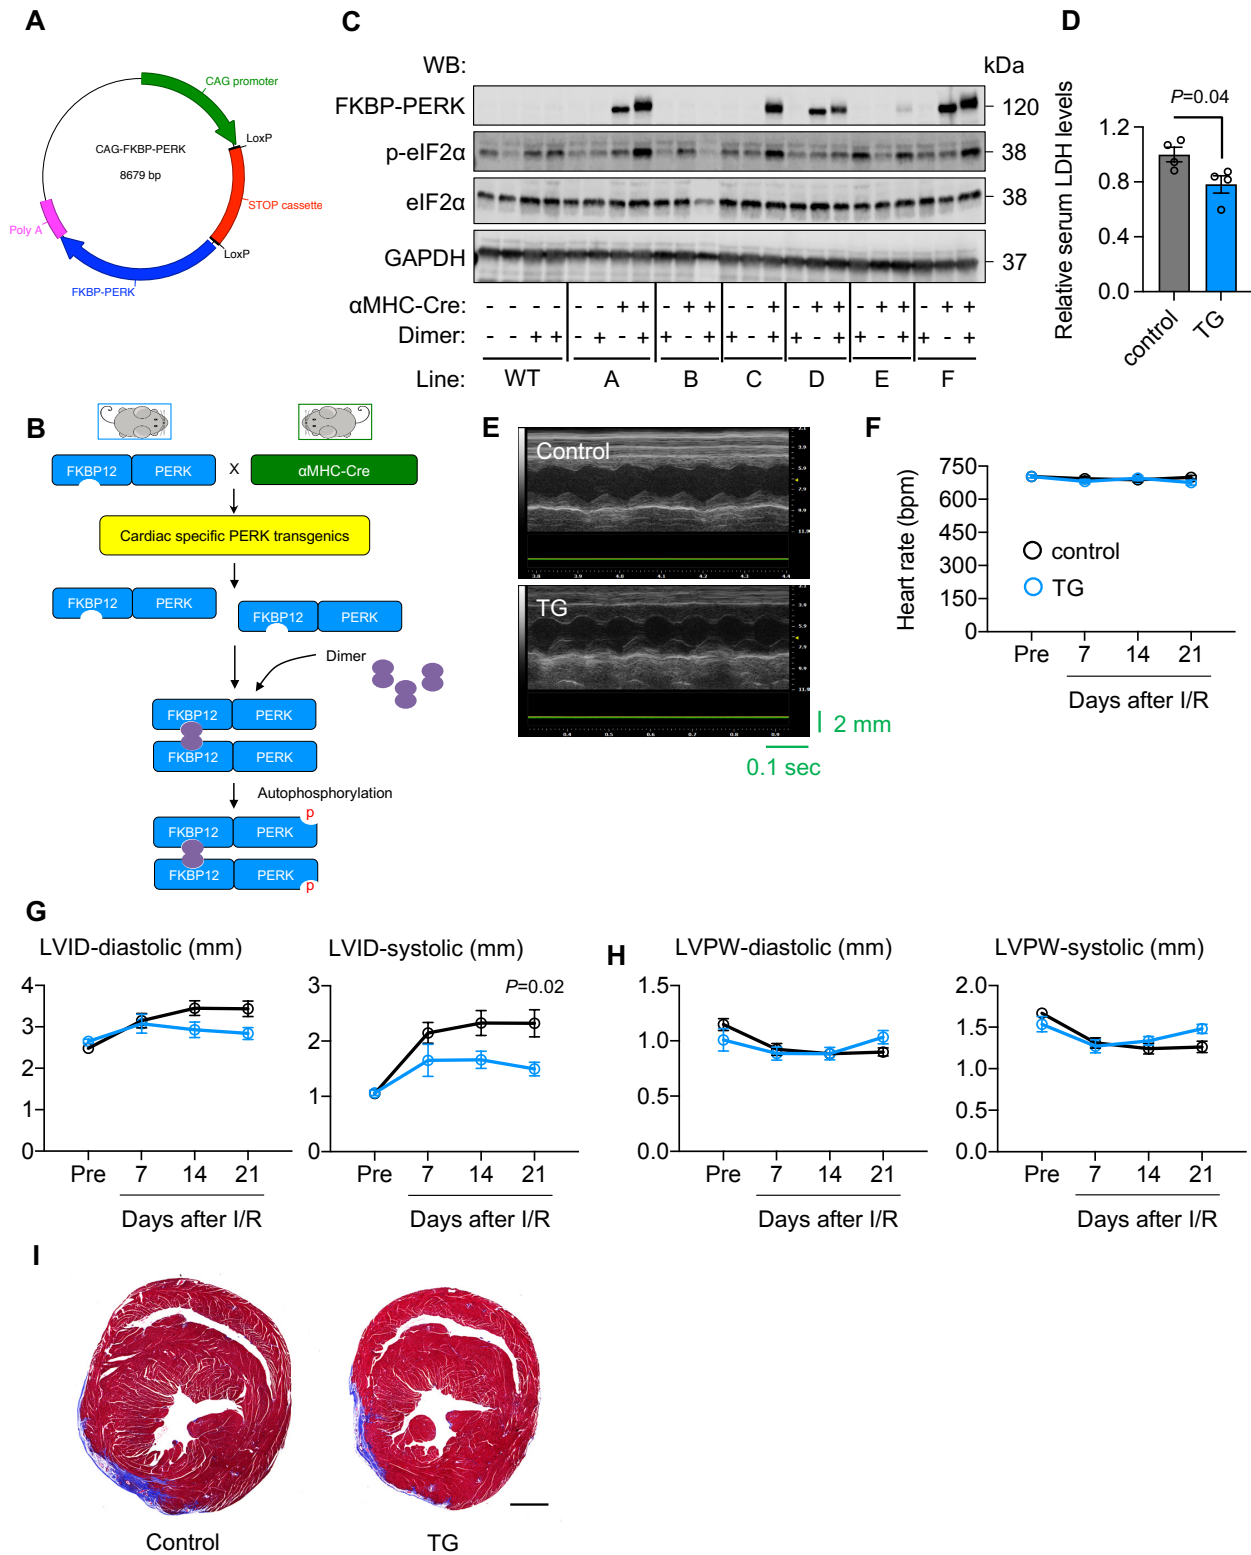 A
CAG promoter
LoxP
CAG-FKBP-PERK
8679 bp
STOP cassette
Poly A
LoxP
FKBP-PERK
B
FKBP12 PERK X αMHC-Cre
Cardiac specific PERK transgenics
FKBP12 PERK
FKBP12 PERK
Dimer
FKBP12 PERK
FKBP12 PERK
Autophosphorylation
p
FKBP12 PERK
FKBP12 PERK
p
C
WB: kDa
FKBP-PERK 120
p-eIF2α 38
eIF2α 38
GAPDH 37
αMHC-Cre: - - - - - - + + - + + - - + - + + - - + - + +
Dimer: - - + + - + - + + - + + - + + - + + - + + - +
Line: WT A B C D E F
D
Relative serum LDH levels
P=0.04
1.2
0.8
0.4
0.0
control TG
E
Control
TG
2 mm
0.1 sec
F
Heart rate (bpm)
750
600
450
300
150
0
control
TG
Pre 7 14 21
Days after I/R
G
LVID-diastolic (mm)
4
3
2
1
0
Pre 7 14 21
Days after I/R
LVID-systolic (mm)
P=0.02
3
2
1
0
Pre 7 14 21
Days after I/R
H
LVPW-diastolic (mm)
1.5
1.0
0.5
0.0
Pre 7 14 21
Days after I/R
LVPW-systolic (mm)
2.0
1.5
1.0
0.5
0.0
Pre 7 14 21
Days after I/R
I
Control TG